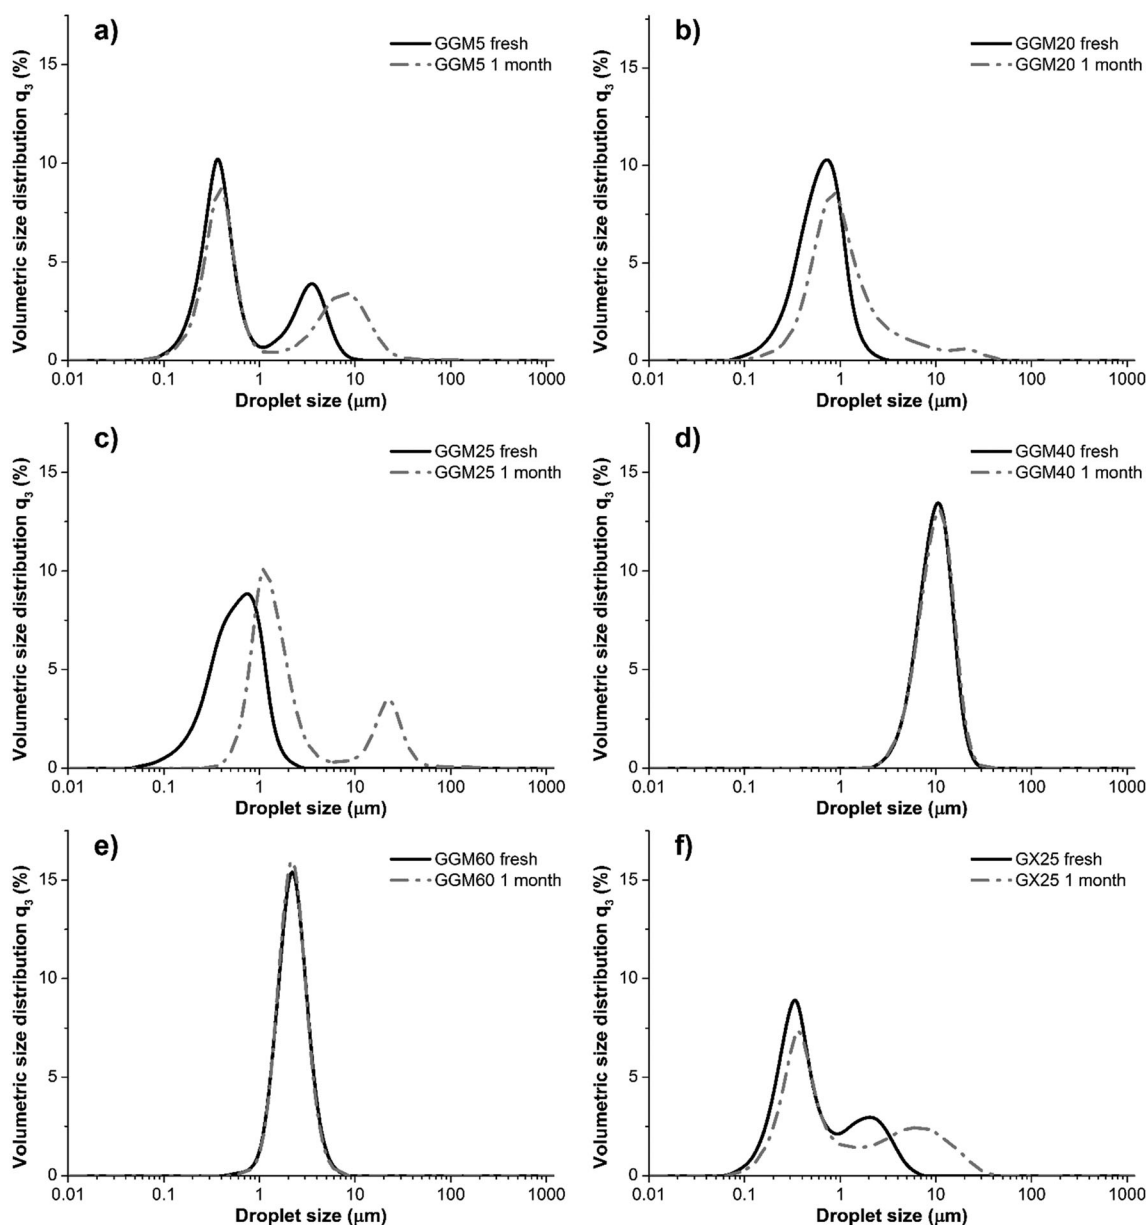 a)
GGM5 fresh
GGM5 1 month
Volumetric size distribution q3 (%)
15
10
5
0
0.01 0.1 1 10 100 1000
Droplet size (μm)
b)
GGM20 fresh
GGM20 1 month
Volumetric size distribution q3 (%)
15
10
5
0
0.01 0.1 1 10 100 1000
Droplet size (μm)
c)
GGM25 fresh
GGM25 1 month
Volumetric size distribution q3 (%)
15
10
5
0
0.01 0.1 1 10 100 1000
Droplet size (μm)
d)
GGM40 fresh
GGM40 1 month
Volumetric size distribution q3 (%)
15
10
5
0
0.01 0.1 1 10 100 1000
Droplet size (μm)
e)
GGM60 fresh
GGM60 1 month
Volumetric size distribution q3 (%)
15
10
5
0
0.01 0.1 1 10 100 1000
Droplet size (μm)
f)
GX25 fresh
GX25 1 month
Volumetric size distribution q3 (%)
15
10
5
0
0.01 0.1 1 10 100 1000
Droplet size (μm)